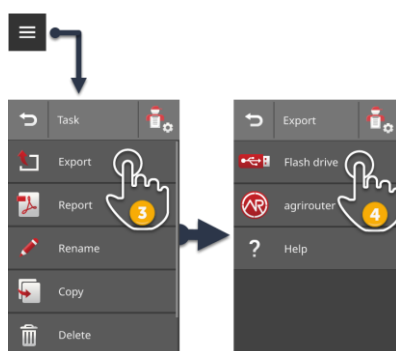 Task
Export
Report
Rename
Copy
Delete
3
Export
Flash drive
agrirouter
? Help
4